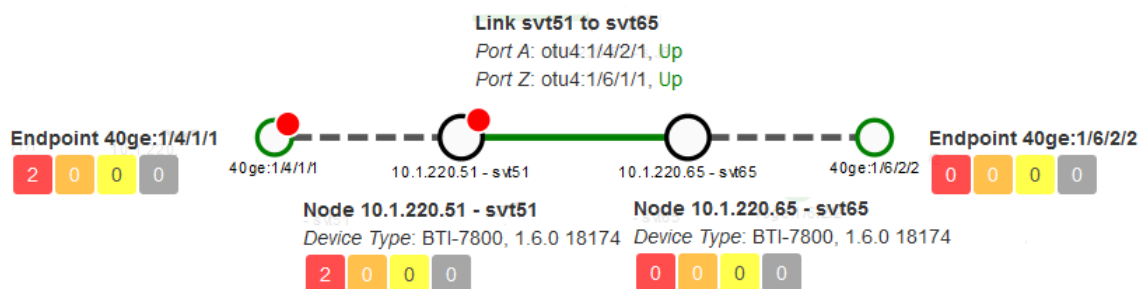 Link svt51 to svt65
Port A: otu4:1/4/2/1, Up
Port Z: otu4:1/6/1/1, Up
Endpoint 40ge:1/4/1/1
2 0 0 0
40ge:1/4/1/1
10.1.220.51 - svt51
10.1.220.65 - svt65
40ge:1/6/2/2
Endpoint 40ge:1/6/2/2
0 0 0 0
Node 10.1.220.51 - svt51
Device Type: BTI-7800, 1.6.0 18174
2 0 0 0
Node 10.1.220.65 - svt65
Device Type: BTI-7800, 1.6.0 18174
0 0 0 0